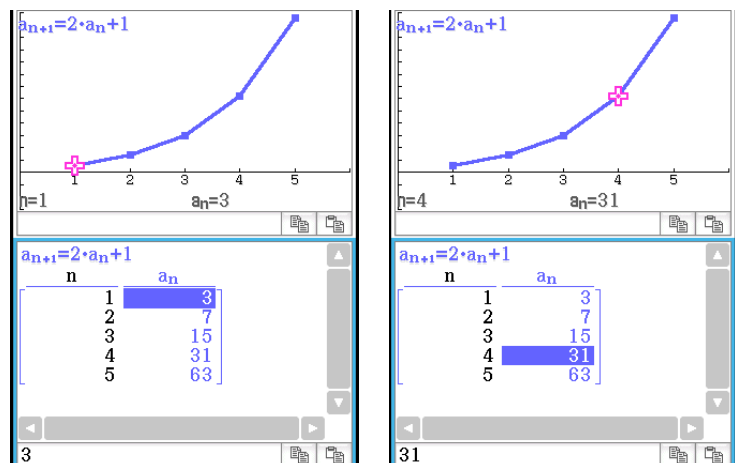 aₙ₊₁=2·aₙ+1
1 2 3 4 5
n=1 aₙ=3
aₙ₊₁=2·aₙ+1
n aₙ
1 3
2 7
3 15
4 31
5 63
3
aₙ₊₁=2·aₙ+1
1 2 3 4 5
n=4 aₙ=31
aₙ₊₁=2·aₙ+1
n aₙ
1 3
2 7
3 15
4 31
5 63
31